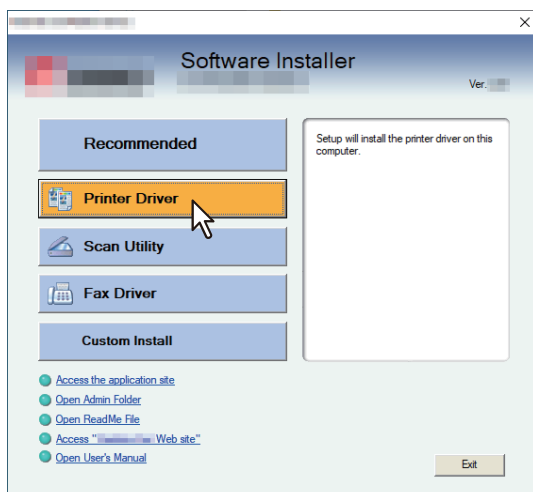 Software Installer
Ver.
Recommended
Setup will install the printer driver on this
computer.
Printer Driver
Scan Utility
Fax Driver
Custom Install
Access the application site
Open Admin Folder
Open ReadMe File
Access " Web site"
Open User's Manual
Exit